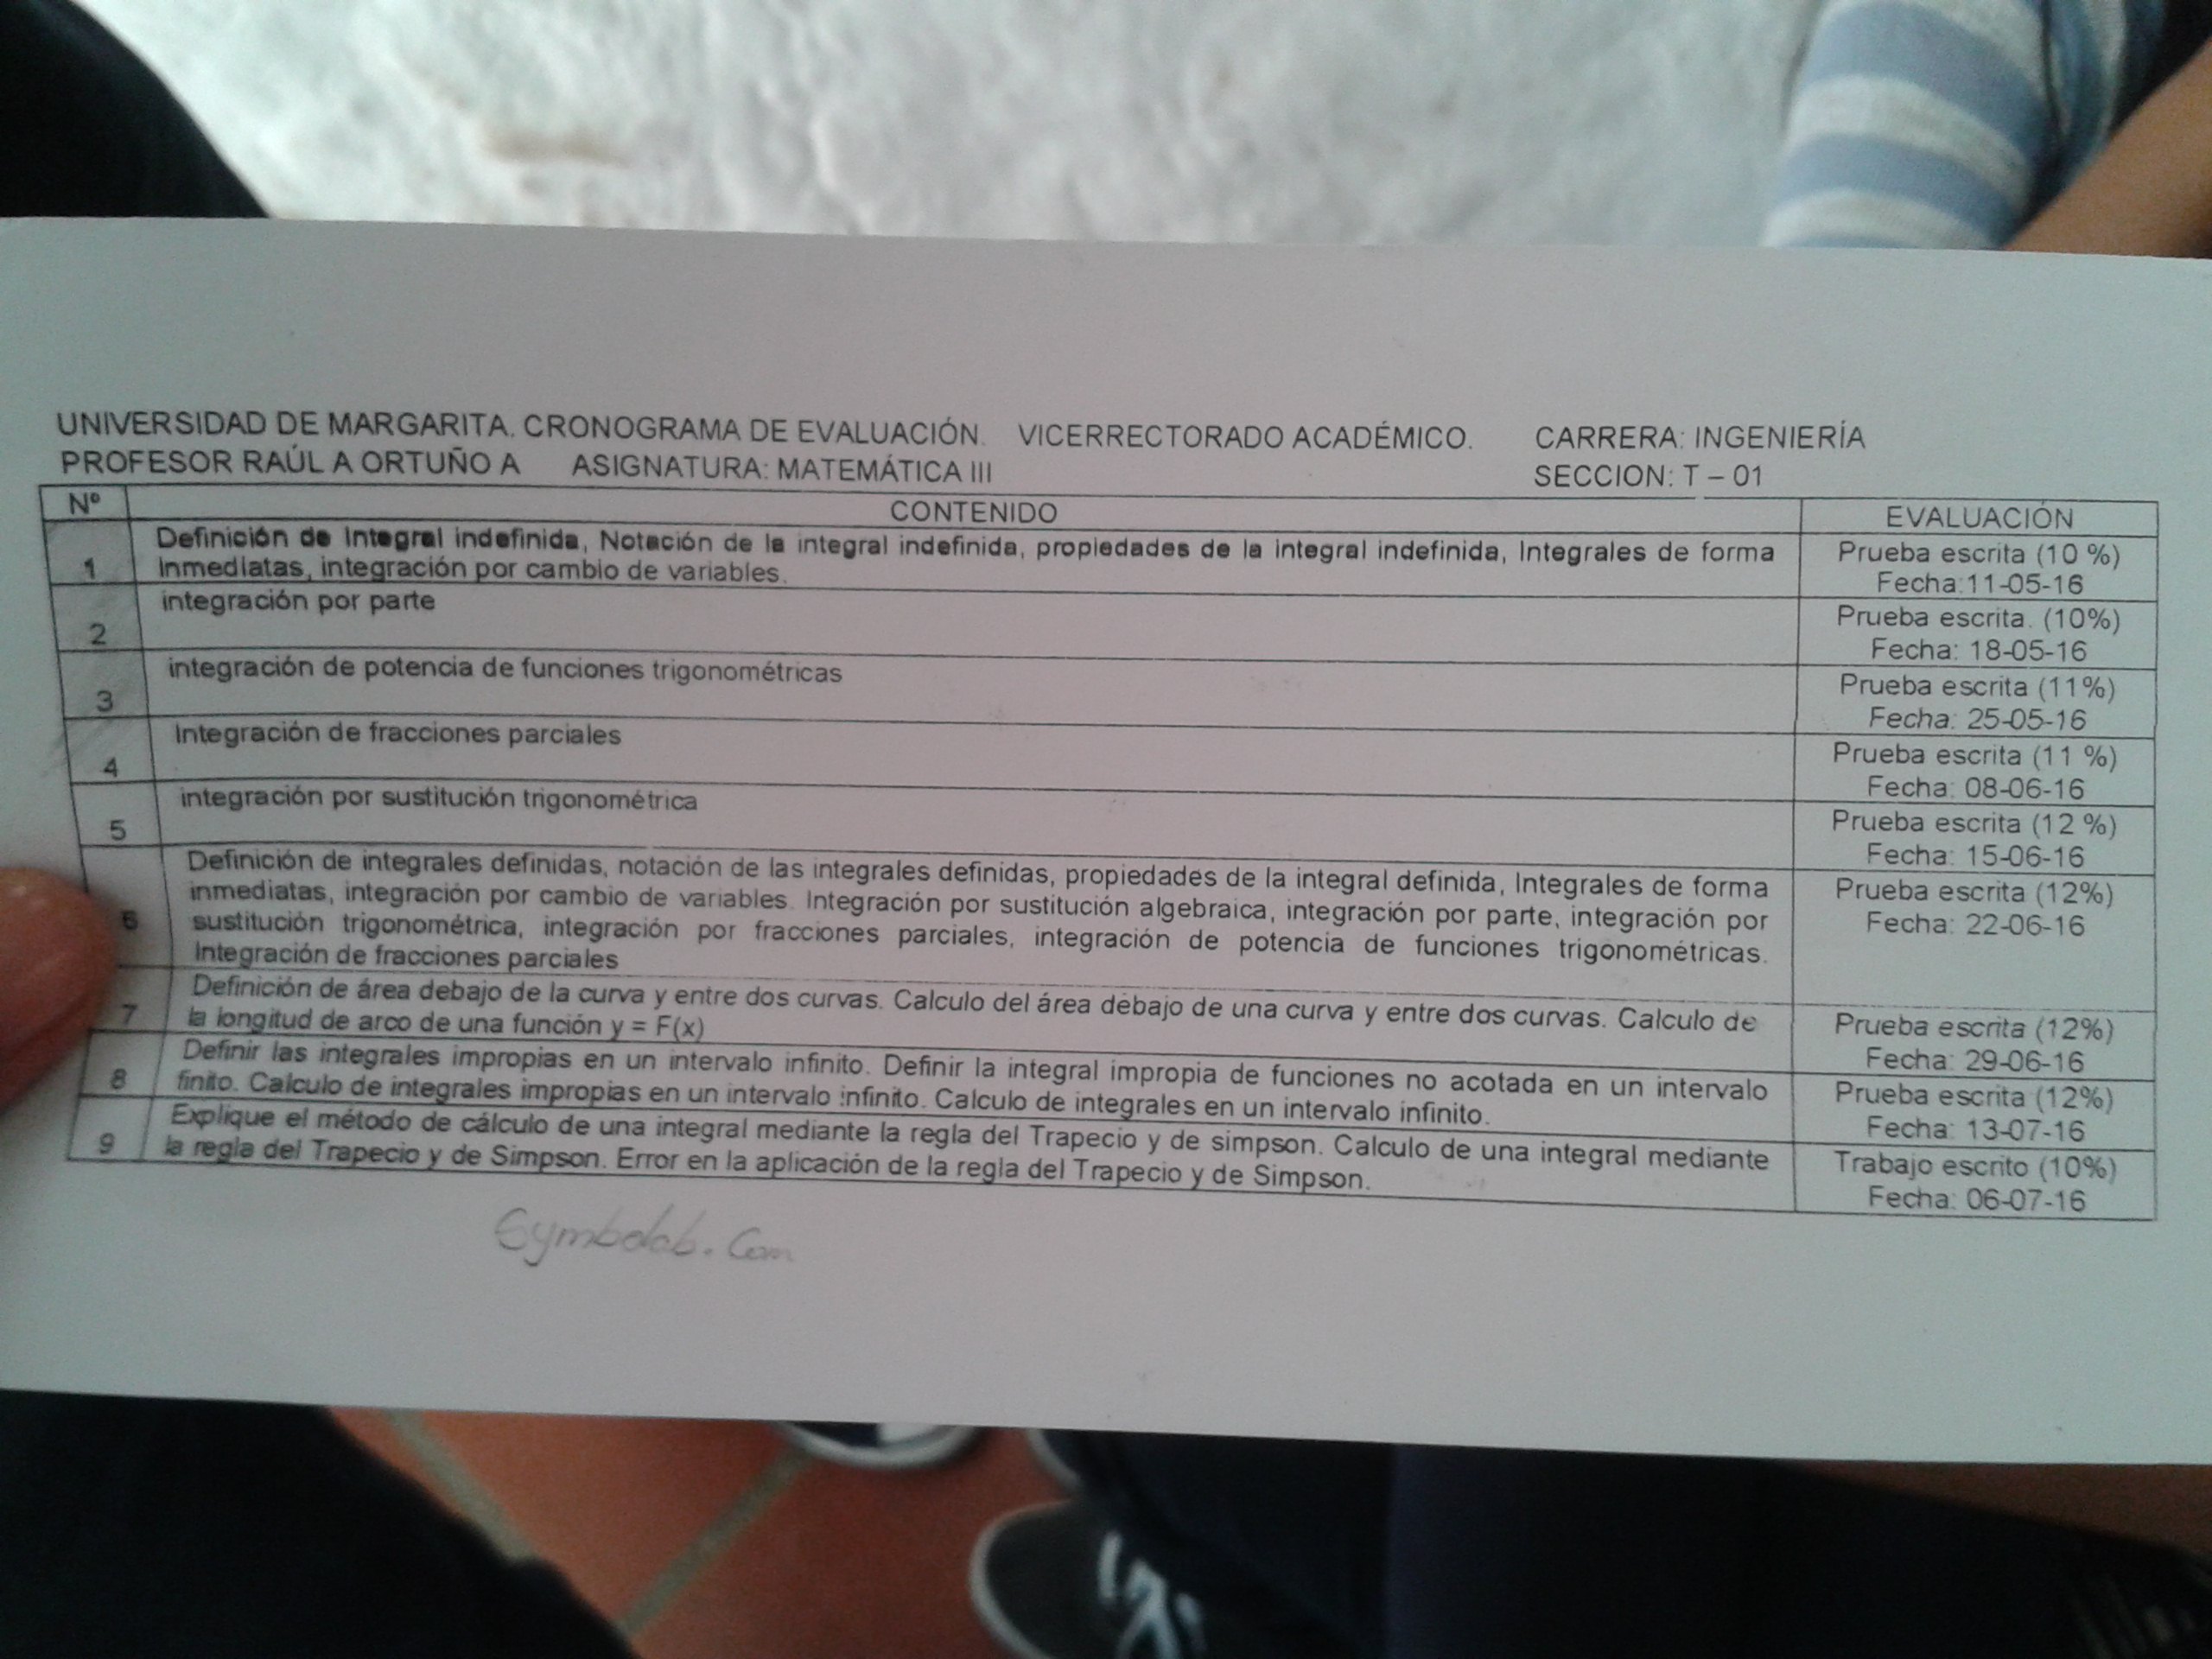 UNIVERSIDAD DE MARGARITA. CRONOGRAMA DE EVALUACIÓN. VICERRECTORADO ACADÉMICO. CARRERA: INGENIERÍA
PROFESOR RAÚL A ORTUÑO A ASIGNATURA: MATEMÁTICA III SECCION: T – 01
Nº CONTENIDO EVALUACIÓN
1
Definición de Integral indefinida, Notación de la integral indefinida, propiedades de la integral indefinida, Integrales de forma
Inmediatas, integración por cambio de variables.
Prueba escrita (10 %)
Fecha:11-05-16
2
integración por parte
Prueba escrita. (10%)
Fecha: 18-05-16
3
integración de potencia de funciones trigonométricas
Prueba escrita (11%)
Fecha: 25-05-16
4
Integración de fracciones parciales
Prueba escrita (11 %)
Fecha: 08-06-16
5
integración por sustitución trigonométrica
Prueba escrita (12 %)
Fecha: 15-06-16
6
Definición de integrales definidas, notación de las integrales definidas, propiedades de la integral definida, Integrales de forma
inmediatas, integración por cambio de variables. Integración por sustitución algebraica, integración por parte, integración por
sustitución trigonométrica, integración por fracciones parciales, integración de potencia de funciones trigonométricas.
Integración de fracciones parciales
Prueba escrita (12%)
Fecha: 22-06-16
7
Definición de área debajo de la curva y entre dos curvas. Calculo del área debajo de una curva y entre dos curvas. Calculo de
la longitud de arco de una función y = F(x)
Prueba escrita (12%)
Fecha: 29-06-16
8
Definir las integrales impropias en un intervalo infinito. Definir la integral impropia de funciones no acotada en un intervalo
finito. Calculo de integrales impropias en un intervalo infinito. Calculo de integrales en un intervalo infinito.
Prueba escrita (12%)
Fecha: 13-07-16
9
Explique el método de cálculo de una integral mediante la regla del Trapecio y de simpson. Calculo de una integral mediante
la regla del Trapecio y de Simpson. Error en la aplicación de la regla del Trapecio y de Simpson.
Trabajo escrito (10%)
Fecha: 06-07-16
Symbolab.Com